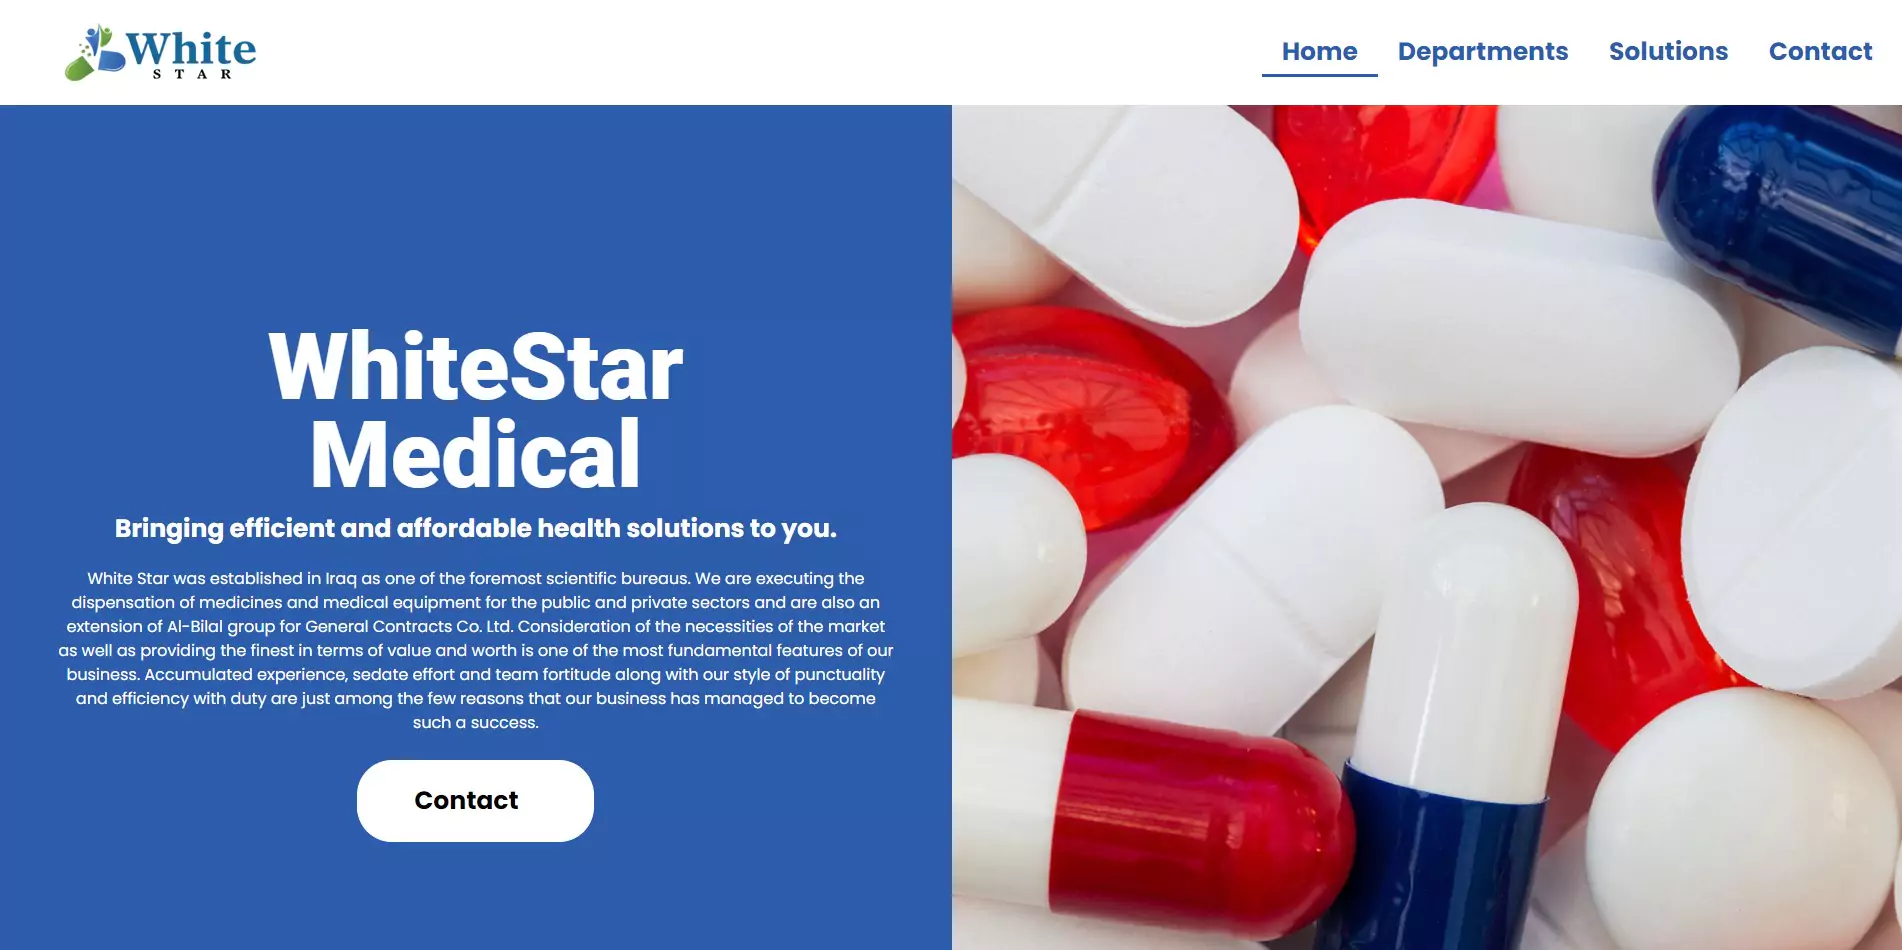 White
STAR
Home
Departments
Solutions
Contact
WhiteStar
Medical
Bringing efficient and affordable health solutions to you.
White Star was established in Iraq as one of the foremost scientific bureaus. We are executing the
dispensation of medicines and medical equipment for the public and private sectors and are also an
extension of Al-Bilal group for General Contracts Co. Ltd. Consideration of the necessities of the market
as well as providing the finest in terms of value and worth is one of the most fundamental features of our
business. Accumulated experience, sedate effort and team fortitude along with our style of punctuality
and efficiency with duty are just among the few reasons that our business has managed to become
such a success.
Contact